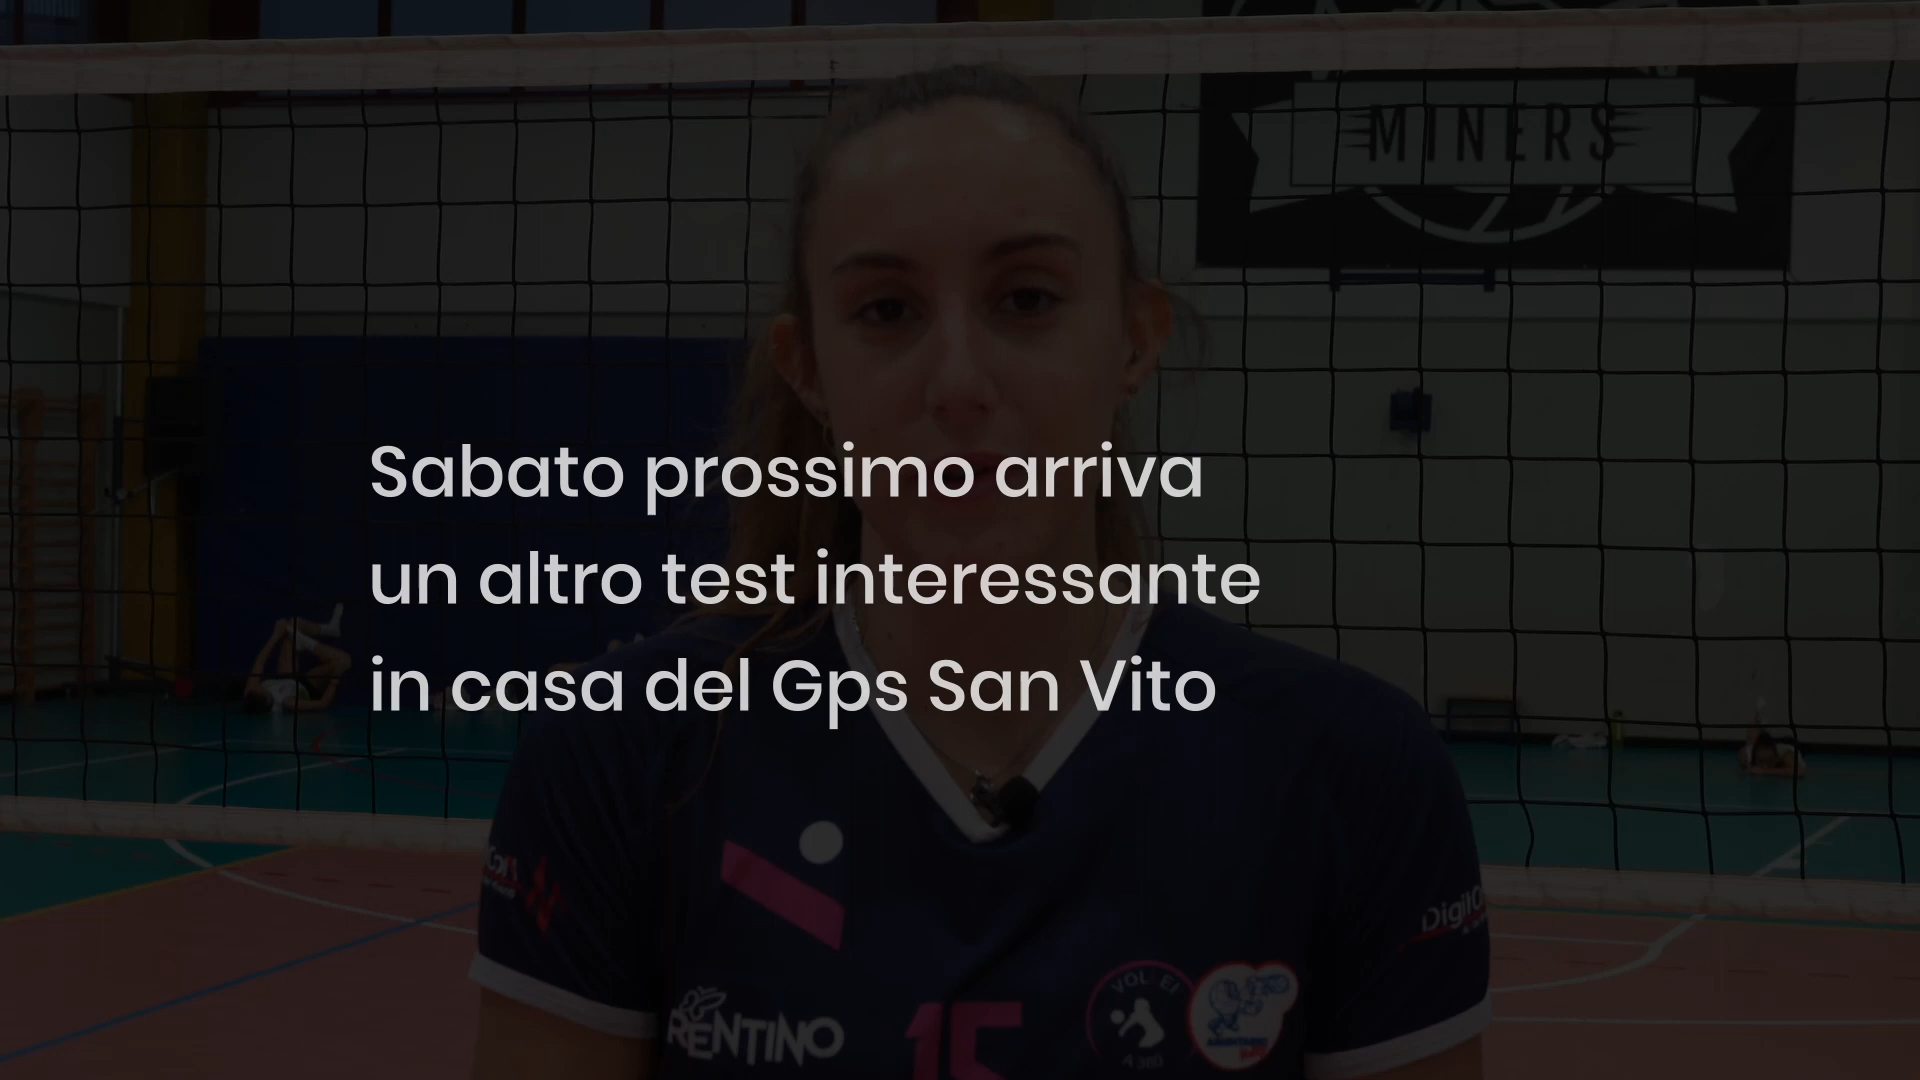 MINERS
Sabato prossimo arriva
un altro test interessante
in casa del Gps San Vito
RENTINO
15